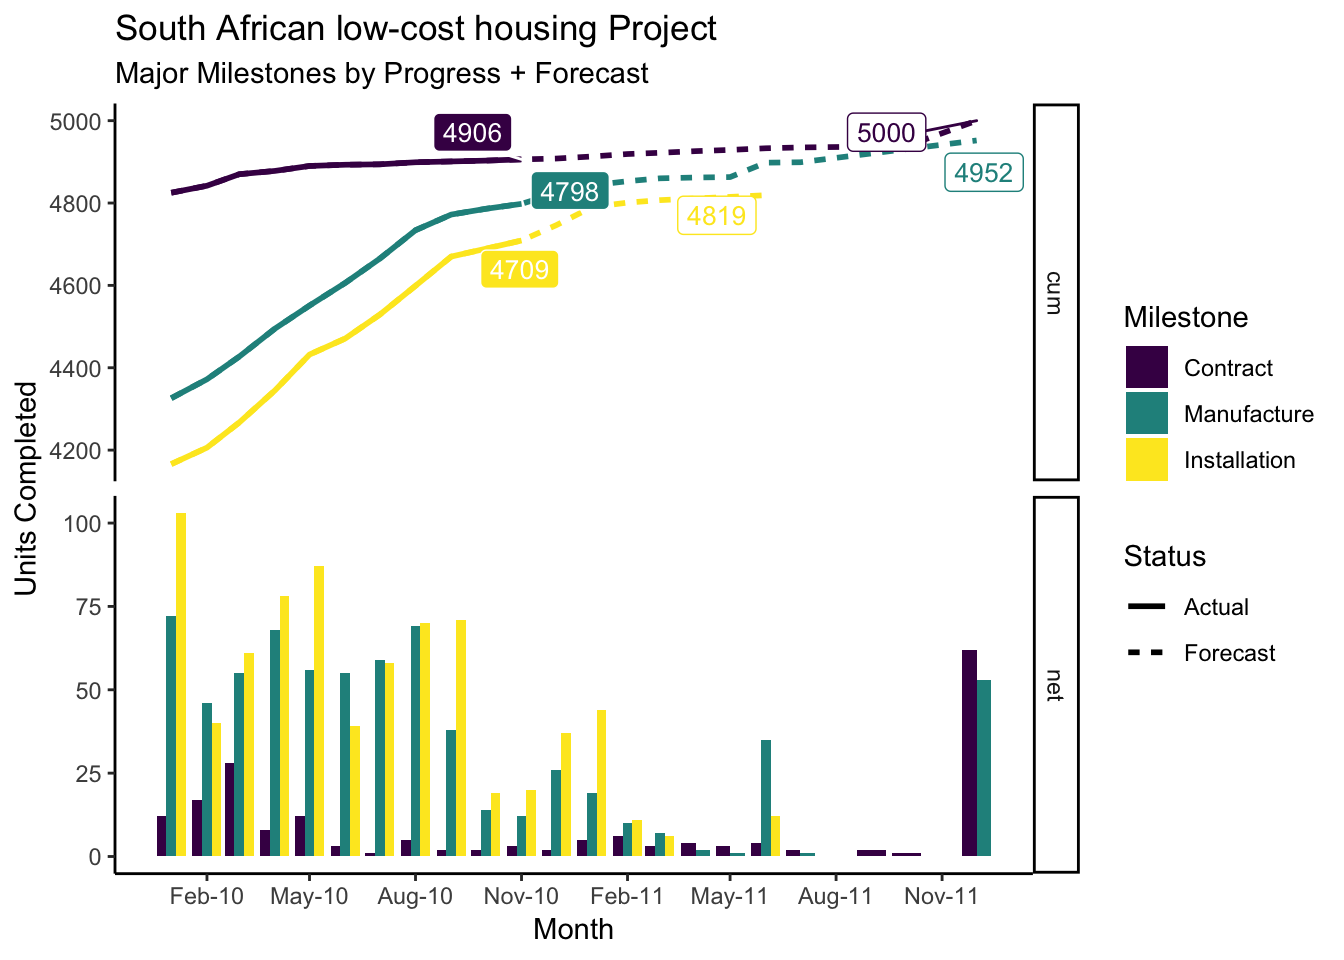 South African low-cost housing Project
Major Milestones by Progress + Forecast
5000
4800
4600
4400
4200
4906
4798
4709
5000
4952
4819
cum
Units Completed
100
75
50
25
0
net
Feb-10 May-10 Aug-10 Nov-10 Feb-11 May-11 Aug-11 Nov-11
Month
Milestone
Contract
Manufacture
Installation
Status
Actual
Forecast